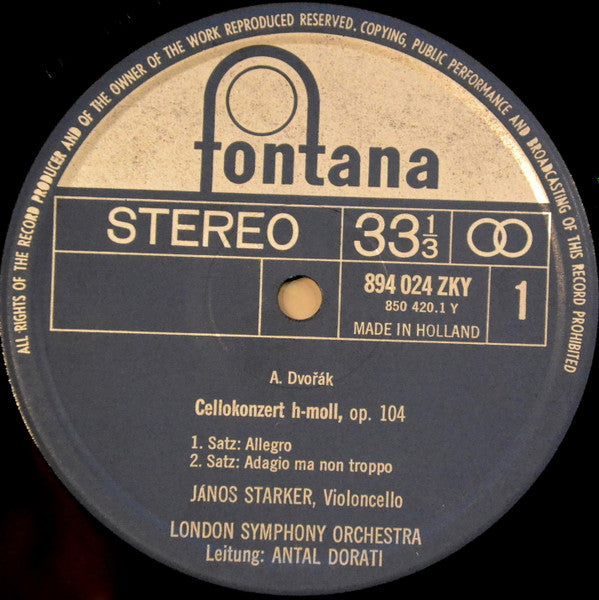 ALL RIGHTS OF THE RECORD PRODUCER AND OF THE OWNER OF THE WORK REPRODUCED RESERVED. COPYING, PUBLIC PERFORMANCE AND BROADCASTING OF THIS RECORD PROHIBITED
fontana
STEREO
33 1/3
894 024 ZKY
850 420.1 Y
MADE IN HOLLAND
1
A. Dvořák
Cellokonzert h-moll, op. 104
1. Satz: Allegro
2. Satz: Adagio ma non troppo
JÁNOS STARKER, Violoncello
LONDON SYMPHONY ORCHESTRA
Leitung: ANTAL DORATI